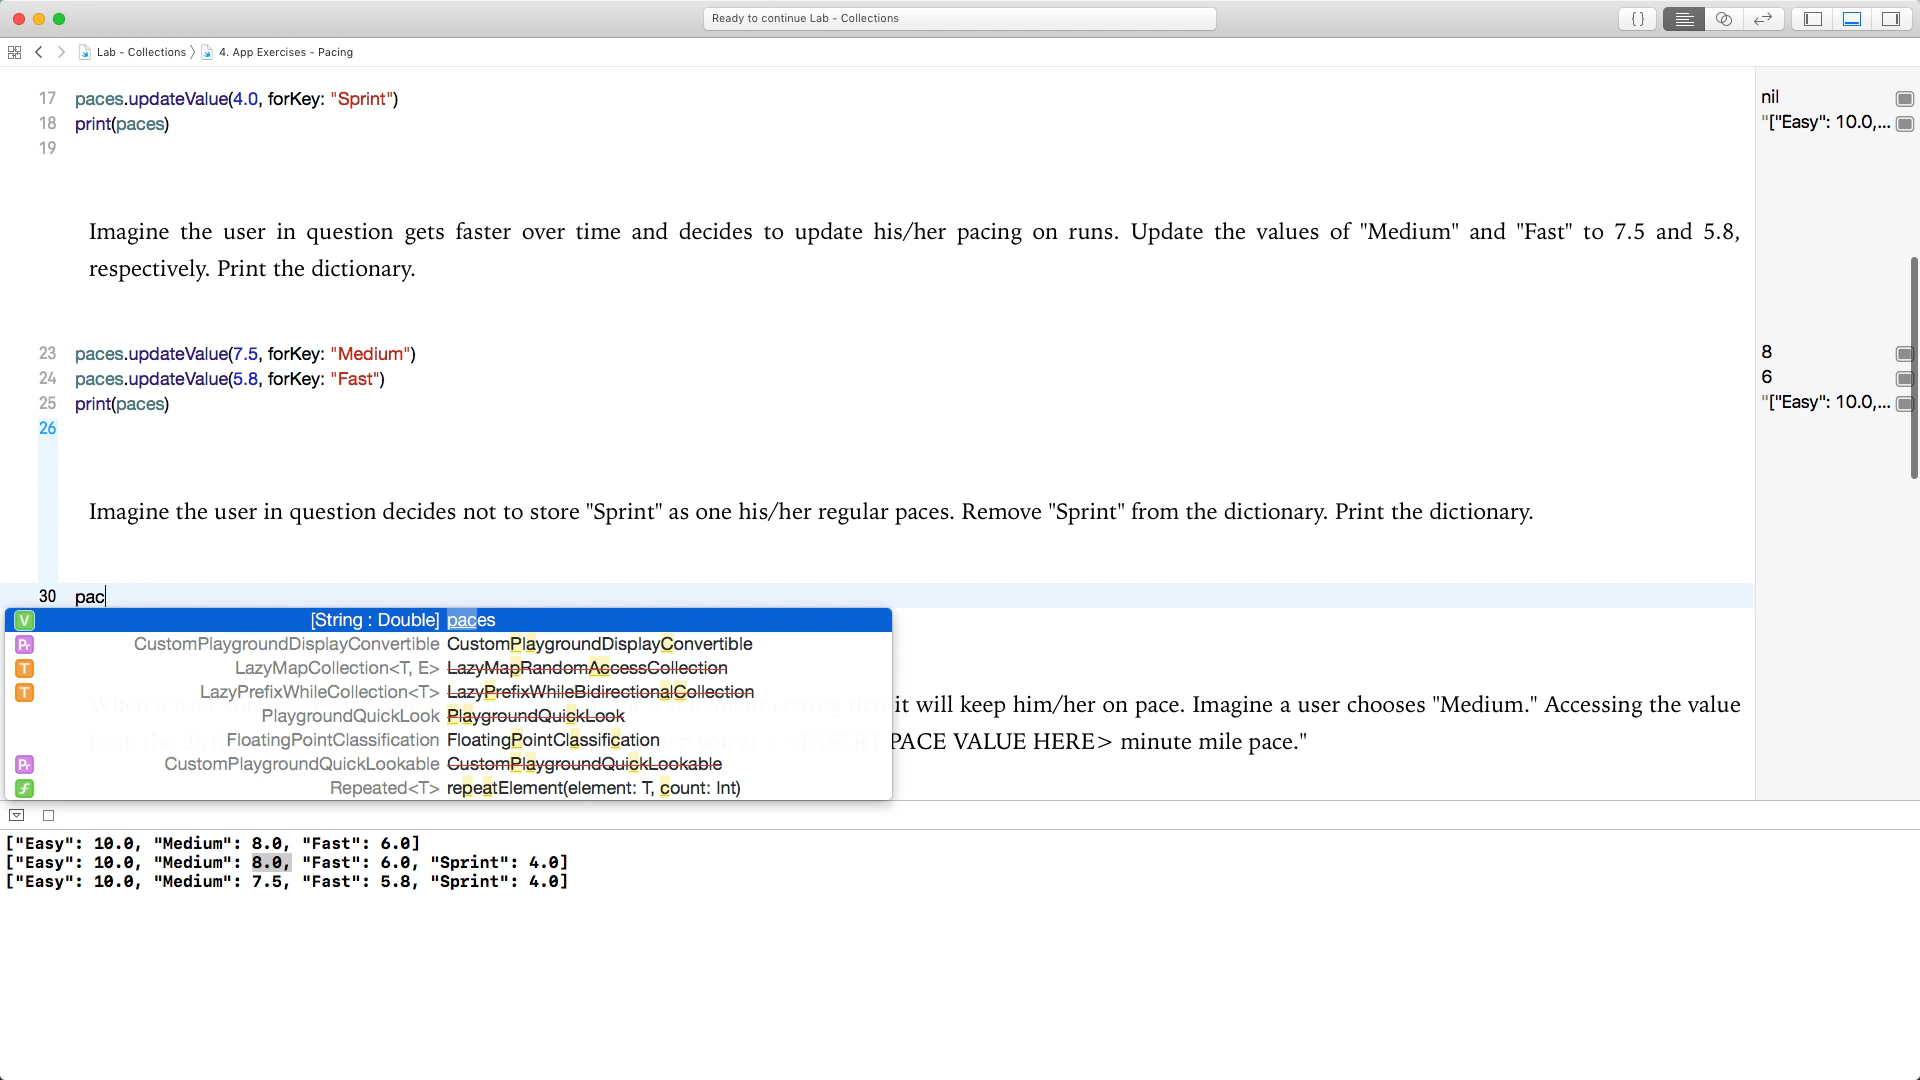 Ready to continue Lab - Collections
{ }
Lab - Collections
4. App Exercises - Pacing
17 paces.updateValue(4.0, forKey: "Sprint")
nil
18 print(paces)
"["Easy": 10.0,...
19
Imagine the user in question gets faster over time and decides to update his/her pacing on runs. Update the values of "Medium" and "Fast" to 7.5 and 5.8,
respectively. Print the dictionary.
23 paces.updateValue(7.5, forKey: "Medium")
8
24 paces.updateValue(5.8, forKey: "Fast")
6
25 print(paces)
"["Easy": 10.0,...
26
Imagine the user in question decides not to store "Sprint" as one his/her regular paces. Remove "Sprint" from the dictionary. Print the dictionary.
30 pac
V [String : Double] paces
Pr CustomPlaygroundDisplayConvertible CustomPlaygroundDisplayConvertible
T LazyMapCollection<T, E> LazyMapRandomAccessCollection
T LazyPrefixWhileCollection<T> LazyPrefixWhileBidirectionalCollection
PlaygroundQuickLook PlaygroundQuickLook
FloatingPointClassification FloatingPointClassification
Pr CustomPlaygroundQuickLookable CustomPlaygroundQuickLookable
f Repeated<T> repeatElement(element: T, count: Int)
it will keep him/her on pace. Imagine a user chooses "Medium." Accessing the value
PACE VALUE HERE> minute mile pace."
["Easy": 10.0, "Medium": 8.0, "Fast": 6.0]
["Easy": 10.0, "Medium": 8.0, "Fast": 6.0, "Sprint": 4.0]
["Easy": 10.0, "Medium": 7.5, "Fast": 5.8, "Sprint": 4.0]